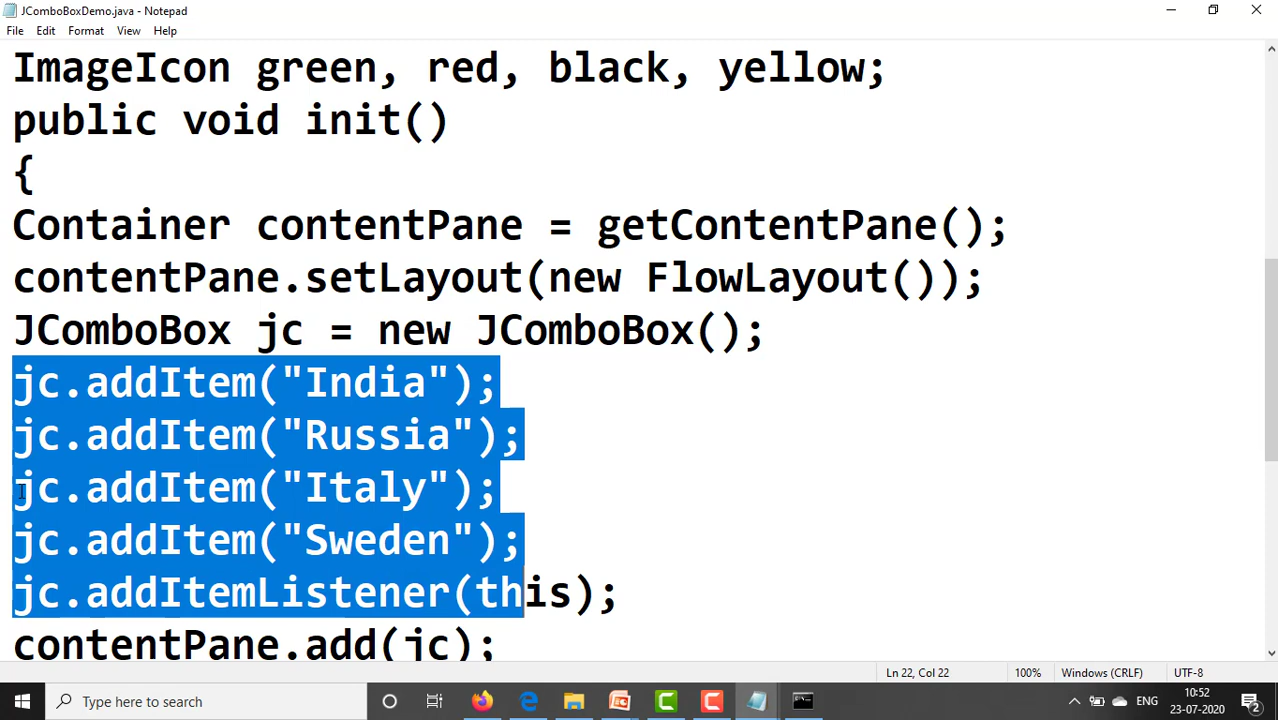 JComboBoxDemo.java - Notepad
File Edit Format View Help
ImageIcon green, red, black, yellow;
public void init()
{
Container contentPane = getContentPane();
contentPane.setLayout(new FlowLayout());
JComboBox jc = new JComboBox();
jc.addItem("India");
jc.addItem("Russia");
jc.addItem("Italy");
jc.addItem("Sweden");
jc.addItemListener(this);
contentPane.add(jc);
Ln 22, Col 22 100% Windows (CRLF) UTF-8
Type here to search
ENG
10:52
23-07-2020
2